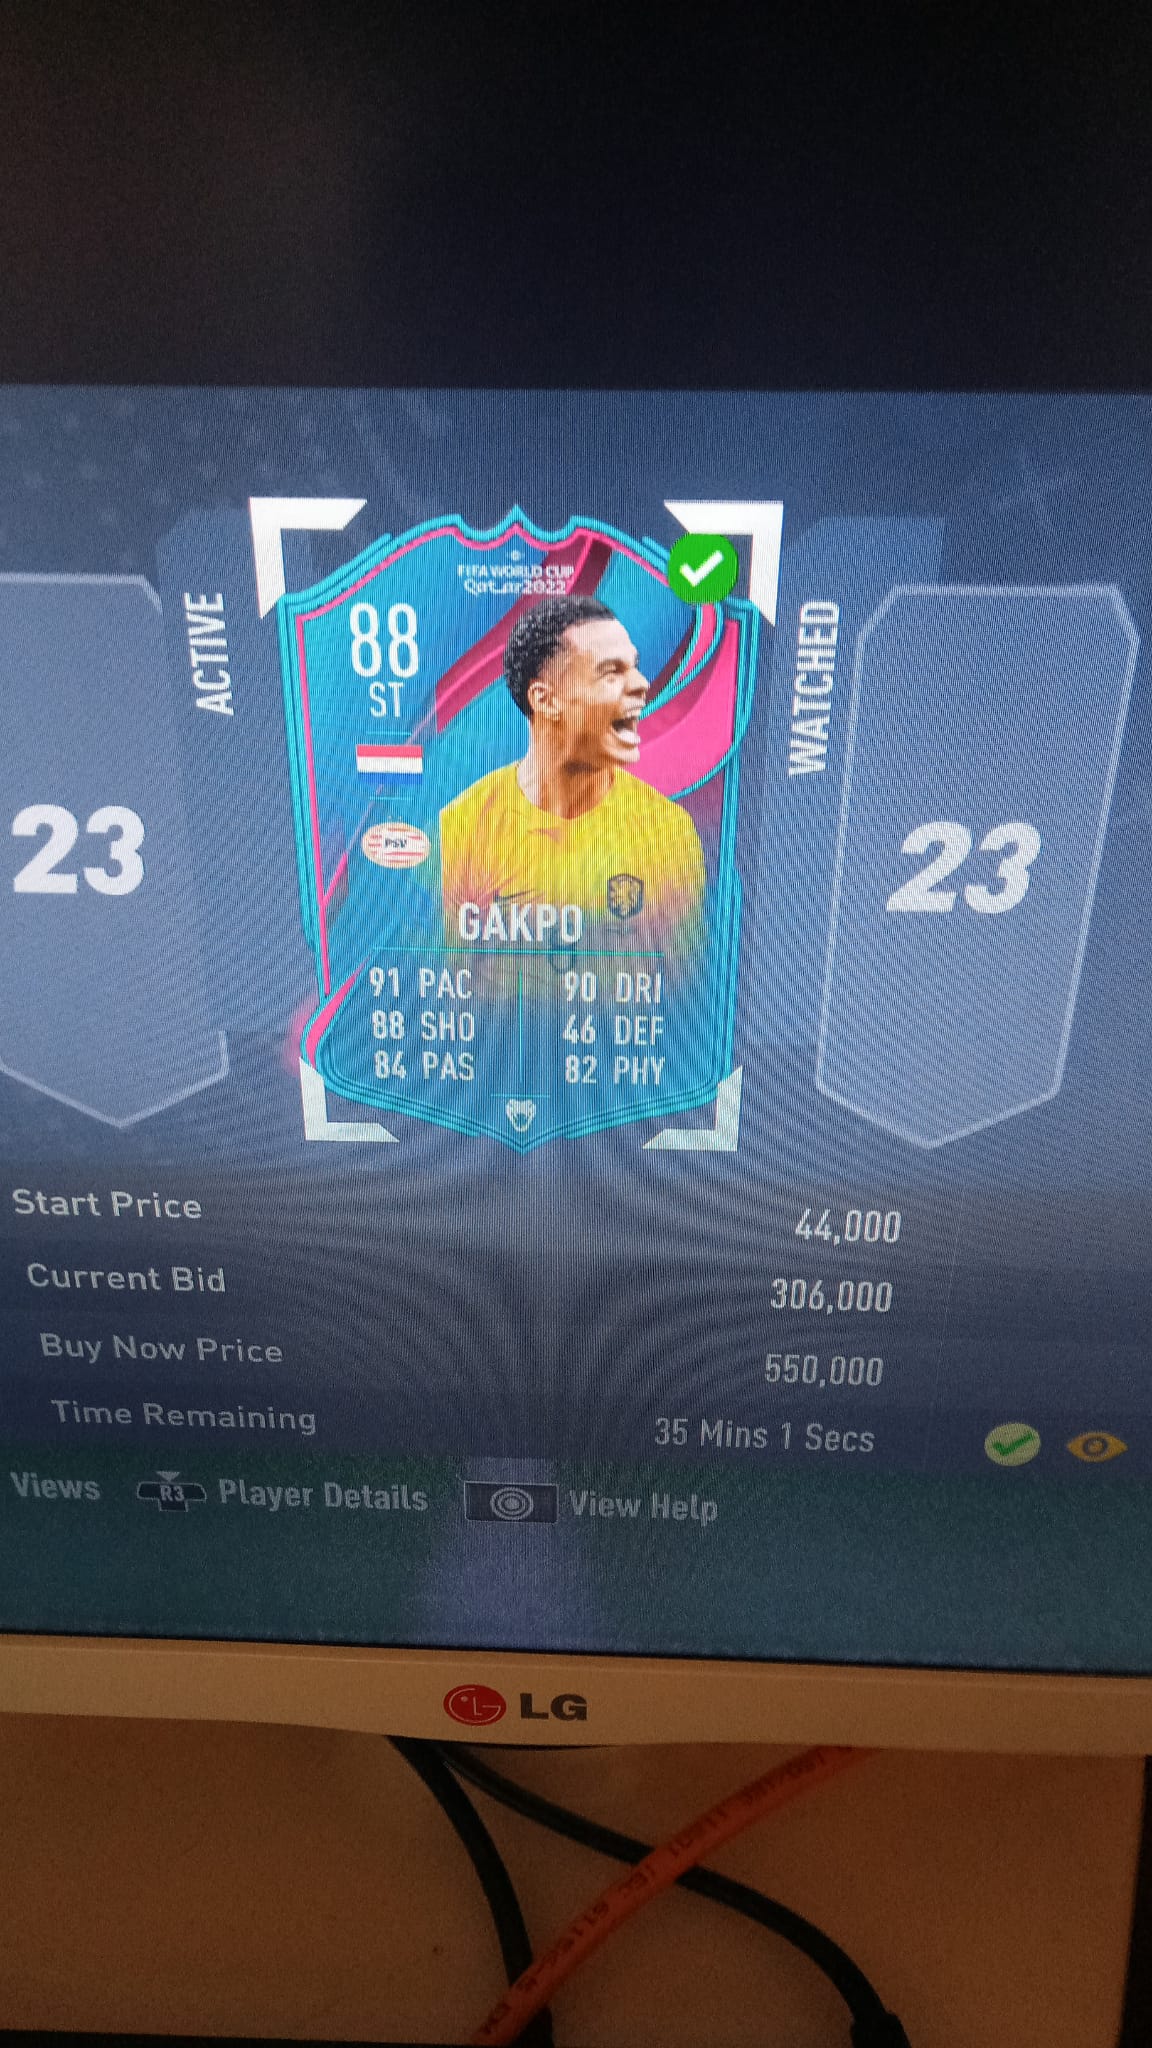 FIFA WORLD CUP
Qatar2022
88
ST
ACTIVE
WATCHED
23
23
PSV
GAKPO
91 PAC
90 DRI
88 SHO
46 DEF
84 PAS
82 PHY
Start Price
44,000
Current Bid
306,000
Buy Now Price
550,000
Time Remaining
35 Mins 1 Secs
Views
R3
Player Details
View Help
LG